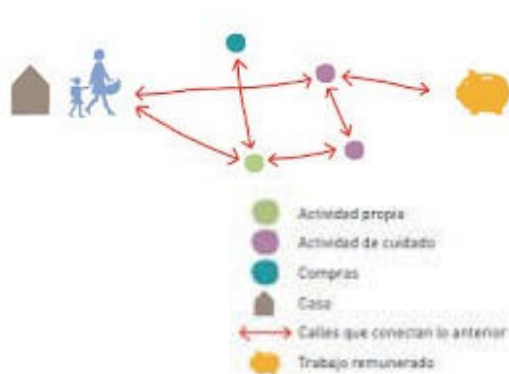 Actividad propia
Actividad de cuidado
Compras
Casa
Calles que conectan lo anterior
Trabajo remunerado